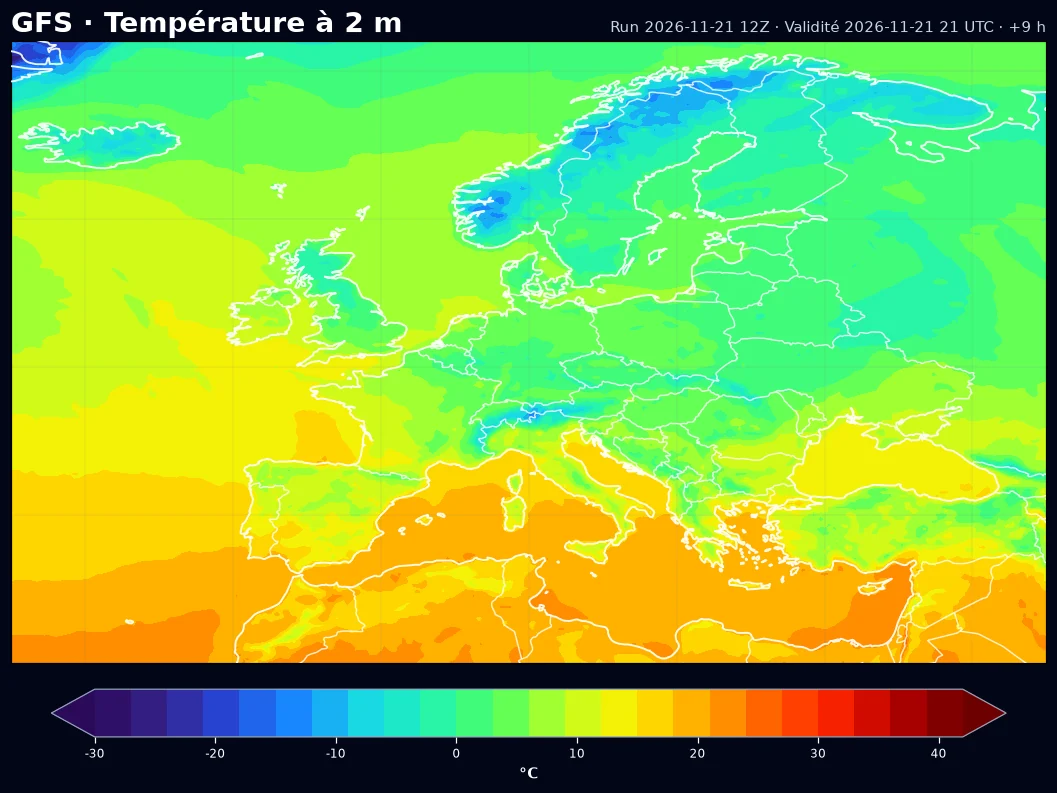 GFS · Température à 2 m
Run 2026-11-21 12Z · Validité 2026-11-21 21 UTC · +9 h
-30 -20 -10 0 10 20 30 40
°C